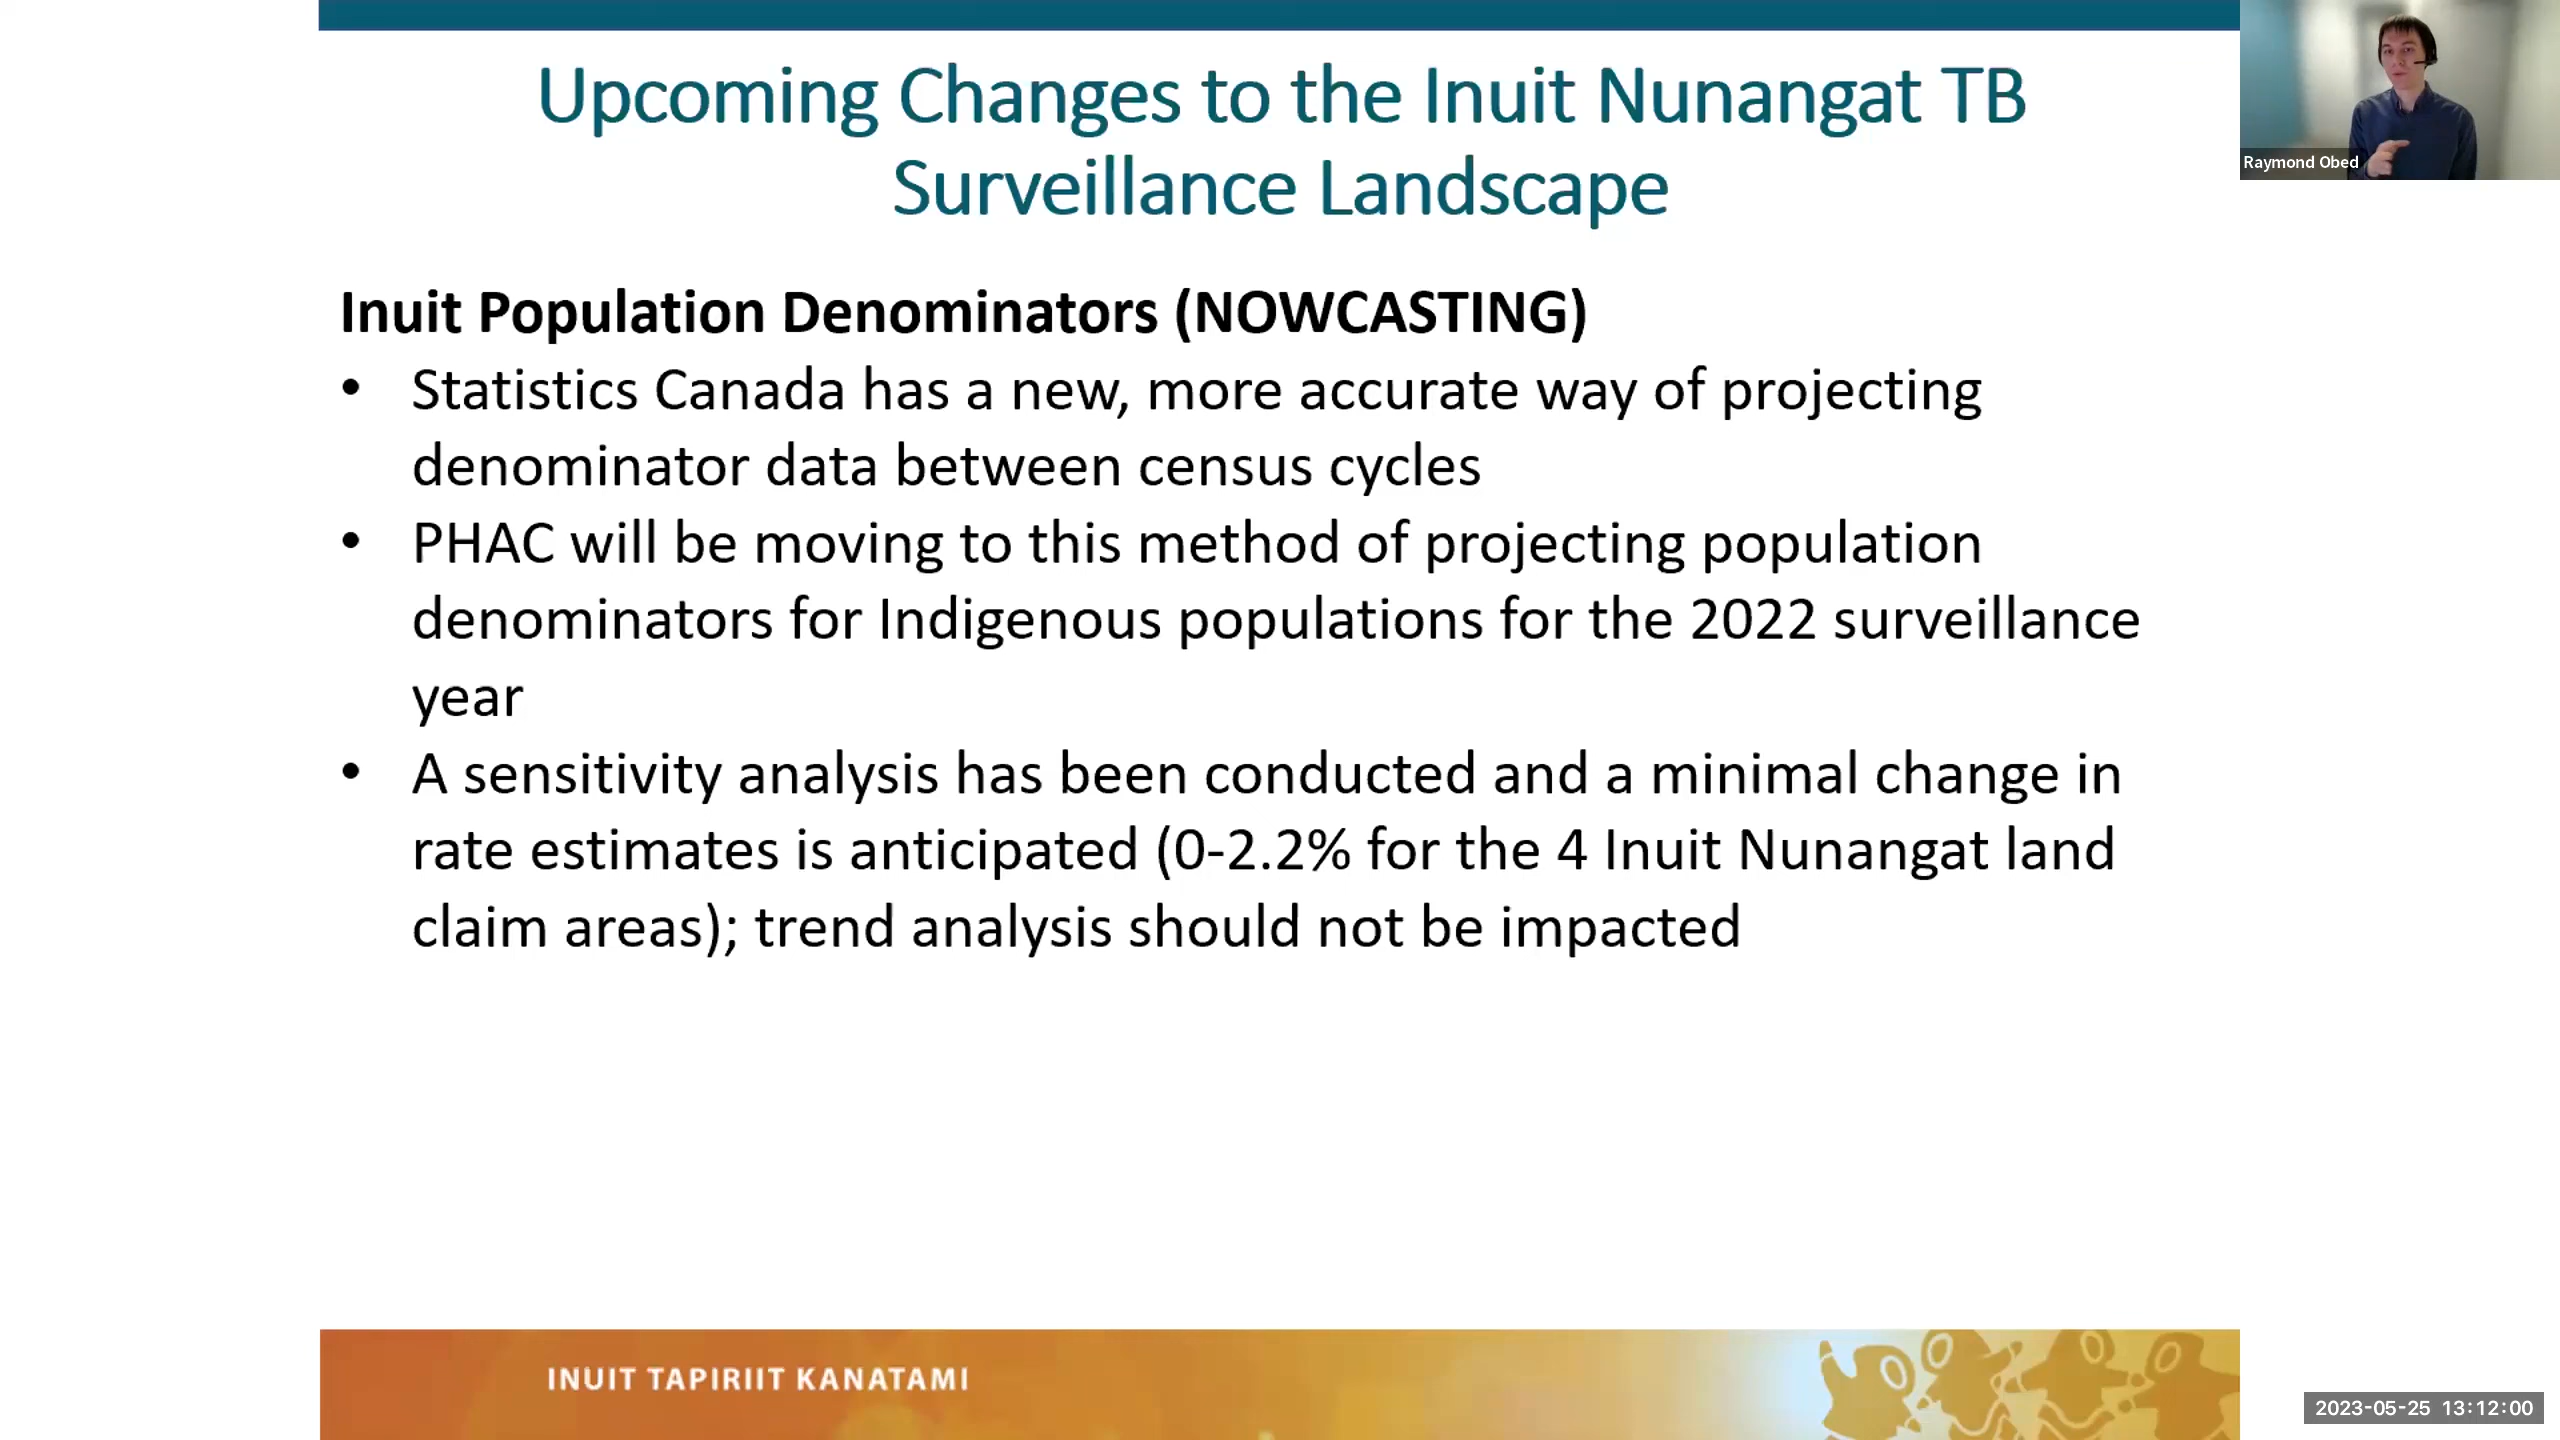 Upcoming Changes to the Inuit Nunangat TB
Surveillance Landscape
Raymond Obed
Inuit Population Denominators (NOWCASTING)
• Statistics Canada has a new, more accurate way of projecting
denominator data between census cycles
• PHAC will be moving to this method of projecting population
denominators for Indigenous populations for the 2022 surveillance
year
• A sensitivity analysis has been conducted and a minimal change in
rate estimates is anticipated (0-2.2% for the 4 Inuit Nunangat land
claim areas); trend analysis should not be impacted
INUIT TAPIRIIT KANATAMI
2023-05-25 13:12:00